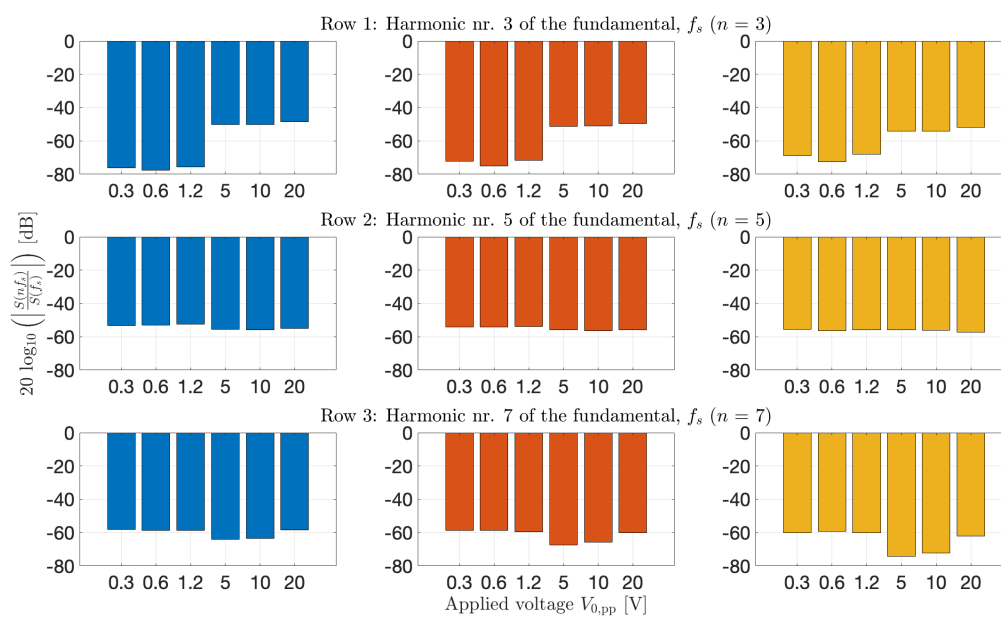 Row 1: Harmonic nr. 3 of the fundamental, fₛ (n = 3)
0 0 0
-20 -20 -20
-40 -40 -40
-60 -60 -60
-80 -80 -80
0.3 0.6 1.2 5 10 20 0.3 0.6 1.2 5 10 20 0.3 0.6 1.2 5 10 20
Row 2: Harmonic nr. 5 of the fundamental, fₛ (n = 5)
0 0 0
-20 -20 -20
-40 -40 -40
-60 -60 -60
-80 -80 -80
0.3 0.6 1.2 5 10 20 0.3 0.6 1.2 5 10 20 0.3 0.6 1.2 5 10 20
20 log₁₀ (|S(nfₛ)/S(fₛ)|) [dB]
Row 3: Harmonic nr. 7 of the fundamental, fₛ (n = 7)
0 0 0
-20 -20 -20
-40 -40 -40
-60 -60 -60
-80 -80 -80
0.3 0.6 1.2 5 10 20 0.3 0.6 1.2 5 10 20 0.3 0.6 1.2 5 10 20
Applied voltage V₀,pp [V]